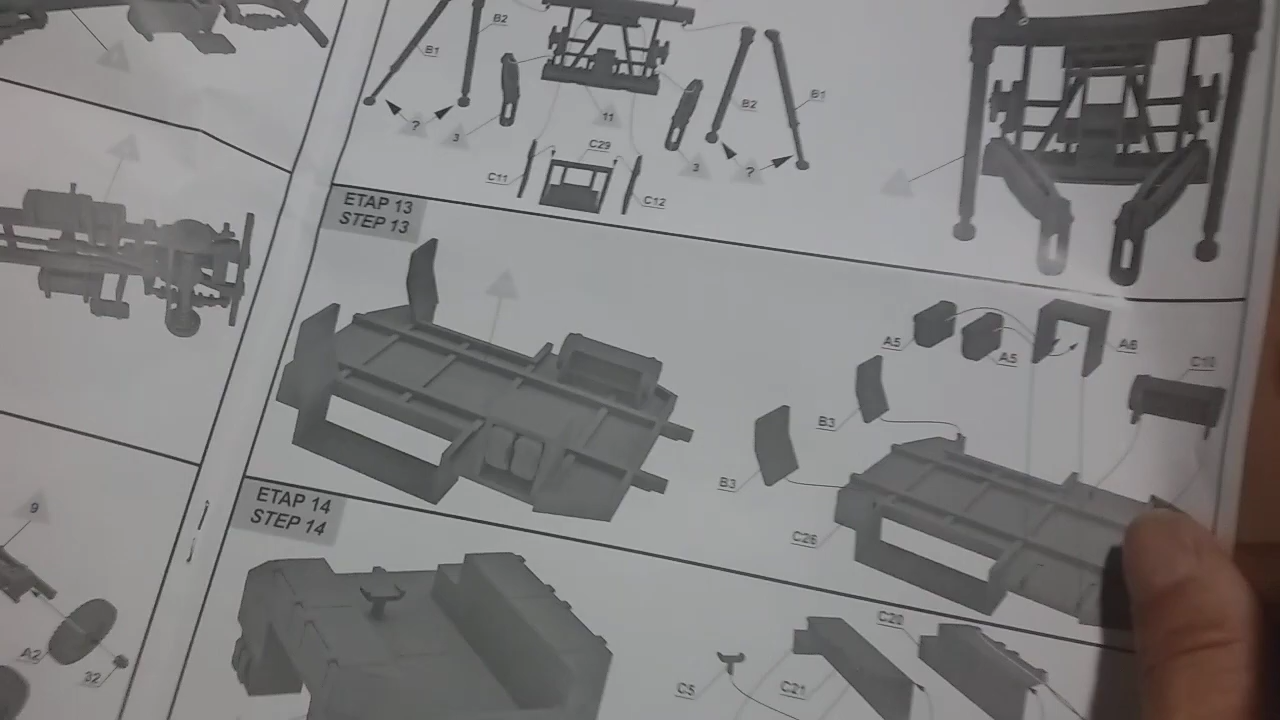 B2
B1
?
3
11
C29
C11
C12
B2
B1
3
?
ETAP 13
STEP 13
A5
A5
A6
C10
B3
B3
C26
ETAP 14
STEP 14
C5
C21
C20
9
A2
32